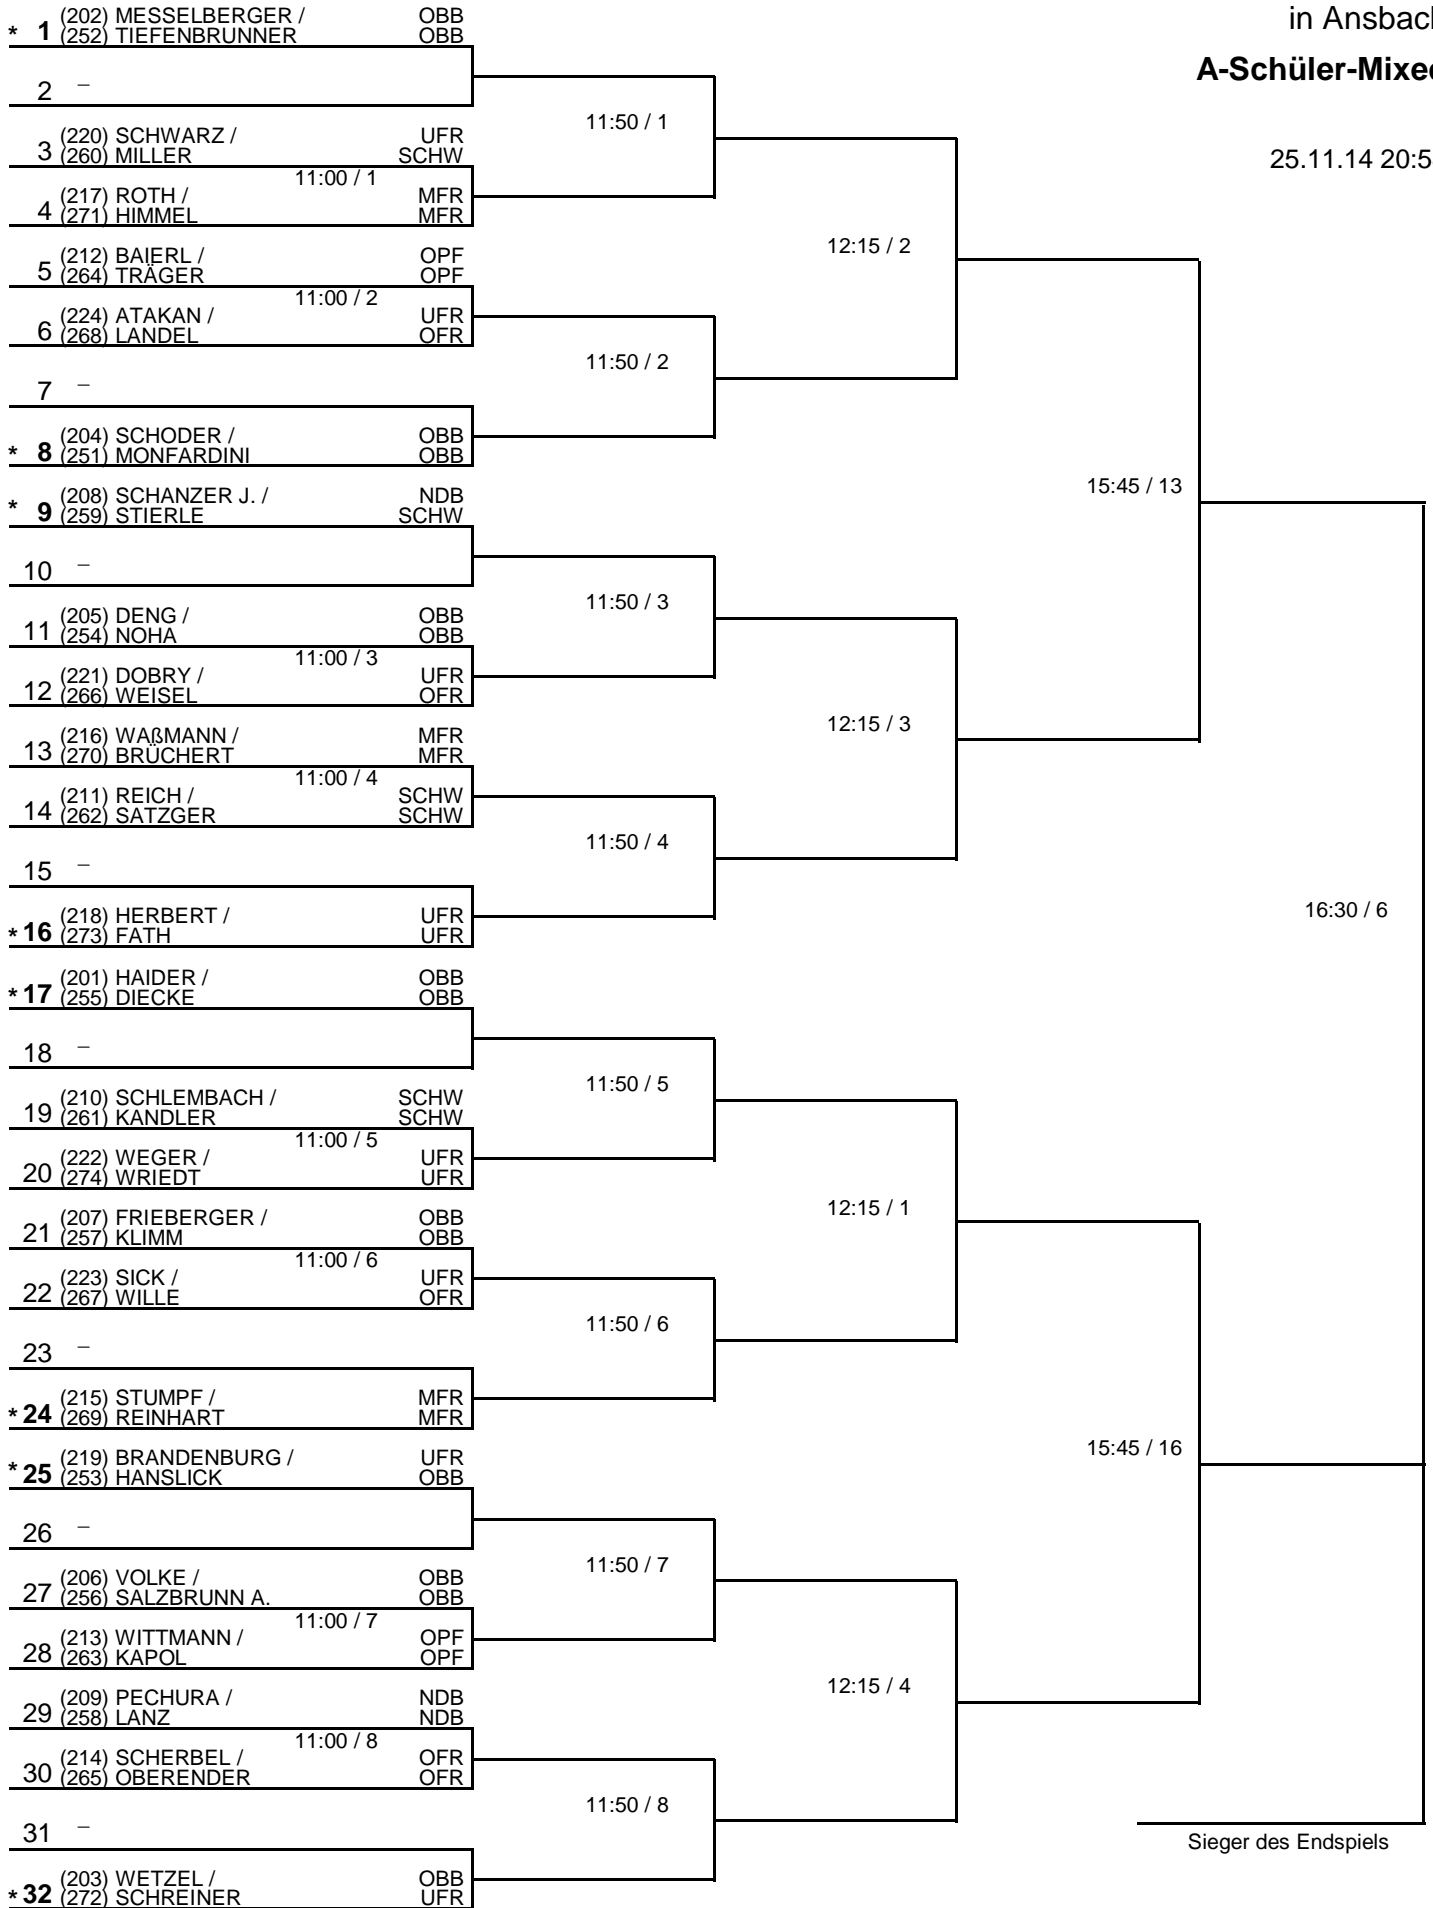 in Ansbach
A-Schüler-Mixed
25.11.14 20:5
* 1 (202) MESSELBERGER / OBB
(252) TIEFENBRUNNER OBB
2 –
11:50 / 1
3 (220) SCHWARZ / UFR
(260) MILLER SCHW
11:00 / 1
4 (217) ROTH / MFR
(271) HIMMEL MFR
12:15 / 2
5 (212) BAIERL / OPF
(264) TRÄGER OPF
11:00 / 2
6 (224) ATAKAN / UFR
(268) LANDEL OFR
11:50 / 2
7 –
* 8 (204) SCHODER / OBB
(251) MONFARDINI OBB
15:45 / 13
* 9 (208) SCHANZER J. / NDB
(259) STIERLE SCHW
10 –
11:50 / 3
11 (205) DENG / OBB
(254) NOHA OBB
11:00 / 3
12 (221) DOBRY / UFR
(266) WEISEL OFR
12:15 / 3
13 (216) WAßMANN / MFR
(270) BRÜCHERT MFR
11:00 / 4
14 (211) REICH / SCHW
(262) SATZGER SCHW
11:50 / 4
15 –
16:30 / 6
* 16 (218) HERBERT / UFR
(273) FATH UFR
* 17 (201) HAIDER / OBB
(255) DIECKE OBB
18 –
11:50 / 5
19 (210) SCHLEMBACH / SCHW
(261) KANDLER SCHW
11:00 / 5
20 (222) WEGER / UFR
(274) WRIEDT UFR
12:15 / 1
21 (207) FRIEBERGER / OBB
(257) KLIMM OBB
11:00 / 6
22 (223) SICK / UFR
(267) WILLE OFR
11:50 / 6
23 –
* 24 (215) STUMPF / MFR
(269) REINHART MFR
15:45 / 16
* 25 (219) BRANDENBURG / UFR
(253) HANSLICK OBB
26 –
11:50 / 7
27 (206) VOLKE / OBB
(256) SALZBRUNN A. OBB
11:00 / 7
28 (213) WITTMANN / OPF
(263) KAPOL OPF
12:15 / 4
29 (209) PECHURA / NDB
(258) LANZ NDB
11:00 / 8
30 (214) SCHERBEL / OFR
(265) OBERENDER OFR
11:50 / 8
31 –
Sieger des Endspiels
* 32 (203) WETZEL / OBB
(272) SCHREINER UFR